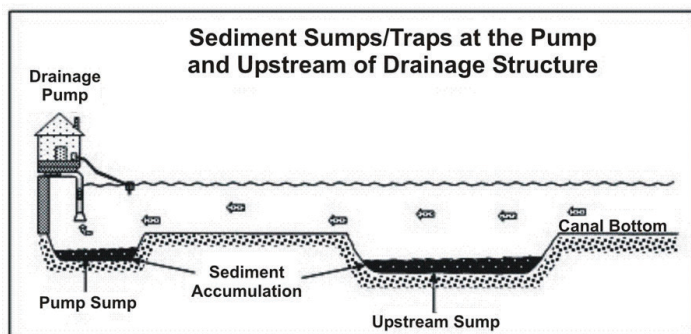 Sediment Sumps/Traps at the Pump
and Upstream of Drainage Structure
Drainage
Pump
Canal Bottom
Sediment
Accumulation
Pump Sump
Upstream Sump